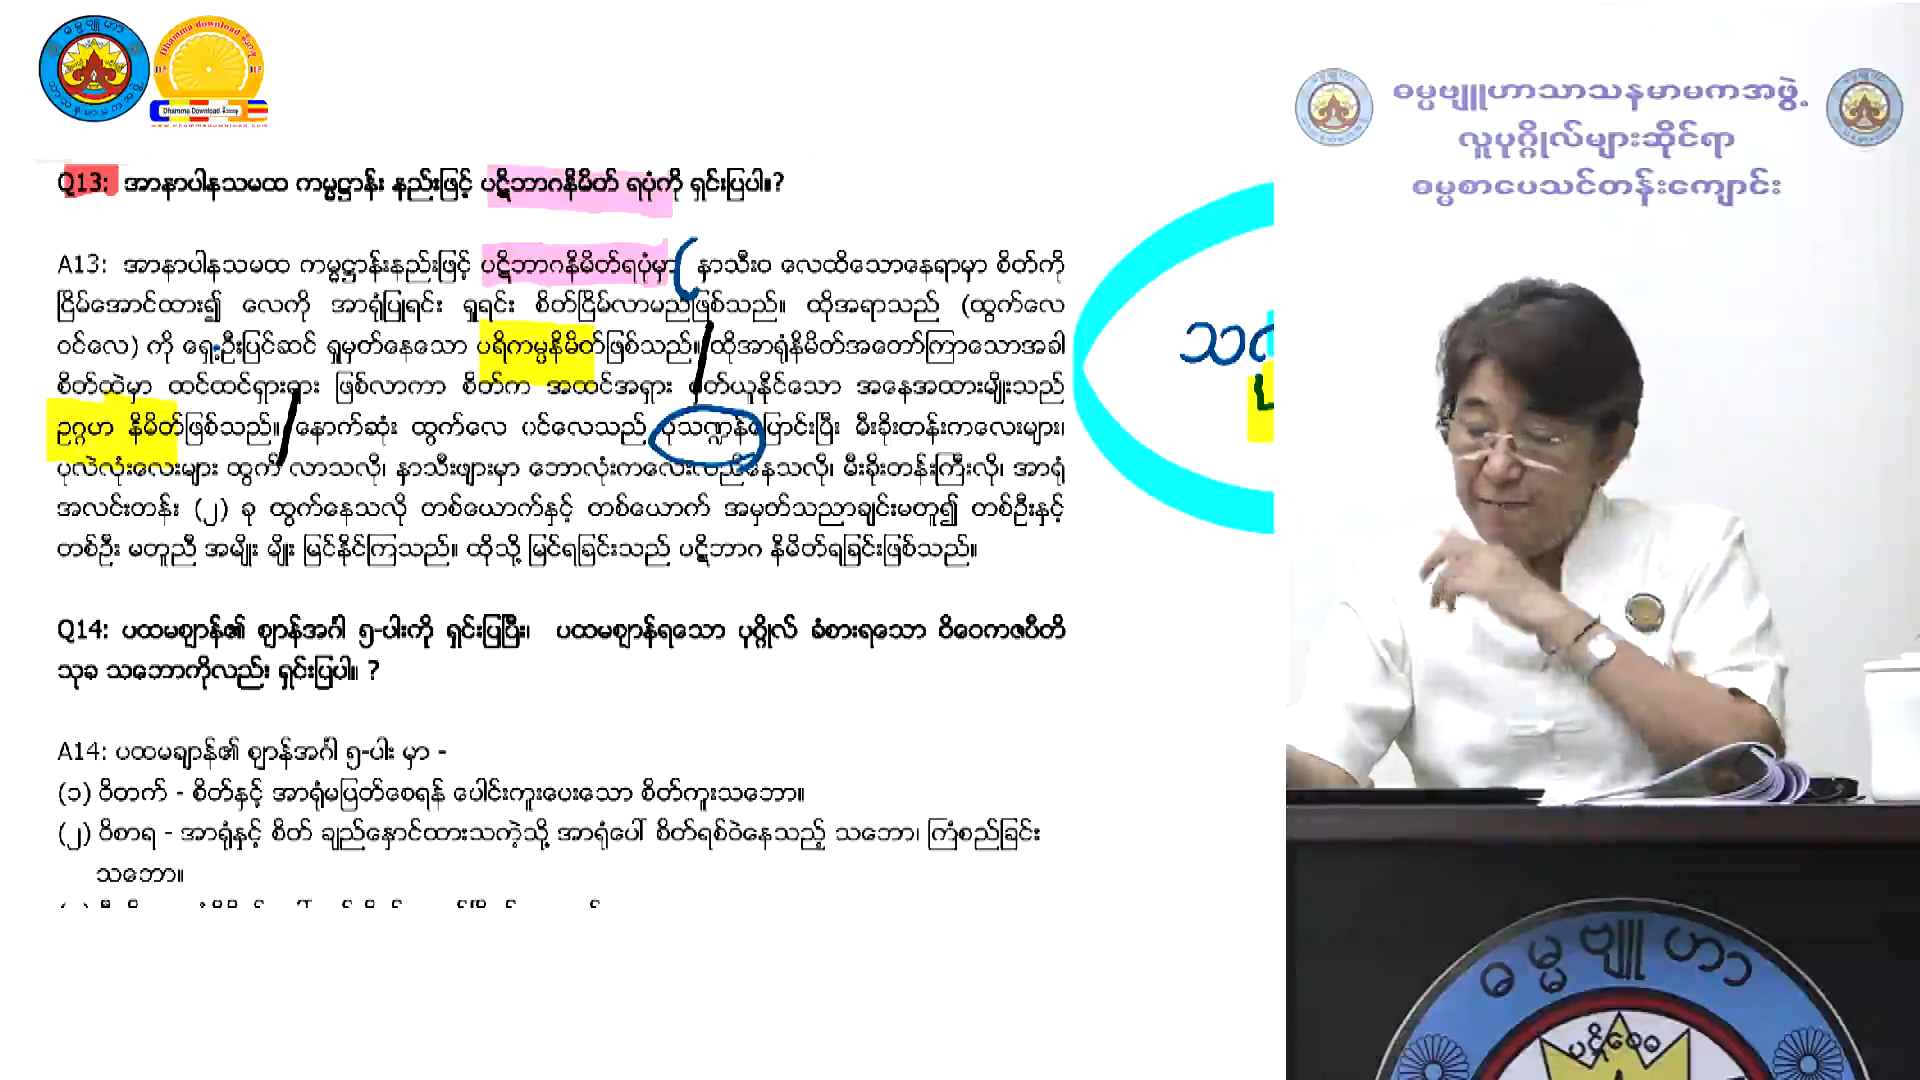 Dhamma download
Dhamma Download
www.dhammadownload.com
ဓမ္မဗျူဟာသာသနမာမကအဖွဲ့
လူပုဂ္ဂိုလ်များဆိုင်ရာ
ဓမ္မစာပေသင်တန်းကျောင်း
Q13: အာနာပါနသမထ ကမ္မဋ္ဌာန်း နည်းဖြင့် ပဋိဘာဂနိမိတ် ရပုံကို ရှင်းပြပါ။?
A13: အာနာပါနသမထ ကမ္မဋ္ဌာန်းနည်းဖြင့် ပဋိဘာဂနိမိတ်ရပုံမှာ နှာသီးဝ လေထိသောနေရာမှာ စိတ်ကို
ငြိမ်အောင်ထား၍ လေကို အာရုံပြုရင်း ရှုရင်း စိတ်ငြိမ်လာမည်ဖြစ်သည်။ ထိုအရာသည် (ထွက်လေ
ဝင်လေ) ကို ရှေ့ဦးပြင်ဆင် ရှုမှတ်နေသော ပရိကမ္မနိမိတ်ဖြစ်သည်။ ထိုအာရုံနိမိတ်အတော်ကြာသောအခါ
စိတ်ထဲမှာ ထင်ထင်ရှားရှား ဖြစ်လာကာ စိတ်က အထင်အရှား မှတ်ယူနိုင်သော အနေအထားမျိုးသည်
ဥဂ္ဂဟ နိမိတ်ဖြစ်သည်။ နောက်ဆုံး ထွက်လေ ဝင်လေသည် ပုံသဏ္ဍန်ပြောင်းပြီး မီးခိုးတန်းကလေးများ၊
ပုလဲလုံးလေးများ ထွက် လာသလို၊ နှာသီးဖျားမှာ ဘောလုံးကလေးတည်နေသလို၊ မီးခိုးတန်းကြီးလို၊ အာရုံ
အလင်းတန်း (၂) ခု ထွက်နေသလို တစ်ယောက်နှင့် တစ်ယောက် အမှတ်သညာချင်းမတူ၍ တစ်ဦးနှင့်
တစ်ဦး မတူညီ အမျိုး မျိုး မြင်နိုင်ကြသည်။ ထိုသို့ မြင်ရခြင်းသည် ပဋိဘာဂ နိမိတ်ရခြင်းဖြစ်သည်။
Q14: ပထမဈာန်၏ ဈာန်အင်္ဂါ ၅-ပါးကို ရှင်းပြပြီး၊ ပထမဈာန်ရသော ပုဂ္ဂိုလ် ခံစားရသော ဝိဝေကဇပီတိ
သုခ သဘောကိုလည်း ရှင်းပြပါ။ ?
A14: ပထမချာန်၏ ဈာန်အင်္ဂါ ၅-ပါး မှာ -
(၁) ဝိတက် - စိတ်နှင့် အာရုံမပြတ်စေရန် ပေါင်းကူးပေးသော စိတ်ကူးသဘော။
(၂) ဝိစာရ - အာရုံနှင့် စိတ် ချည်နှောင်ထားသကဲ့သို့ အာရုံပေါ် စိတ်ရစ်ဝဲနေသည့် သဘော၊ ကြံစည်ခြင်း
သဘော။
ဓမ္မဗျူဟာ
ပဋိဝေဓ